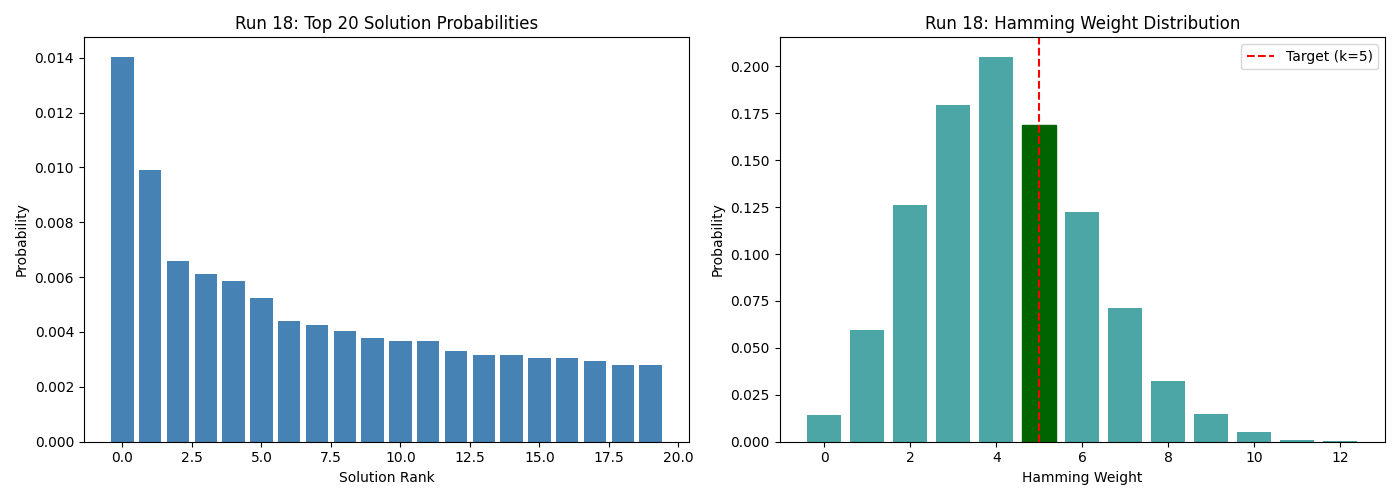 Run 18: Top 20 Solution Probabilities
Probability
0.014
0.012
0.010
0.008
0.006
0.004
0.002
0.000
0.0 2.5 5.0 7.5 10.0 12.5 15.0 17.5 20.0
Solution Rank
Run 18: Hamming Weight Distribution
Target (k=5)
Probability
0.200
0.175
0.150
0.125
0.100
0.075
0.050
0.025
0.000
0 2 4 6 8 10 12
Hamming Weight